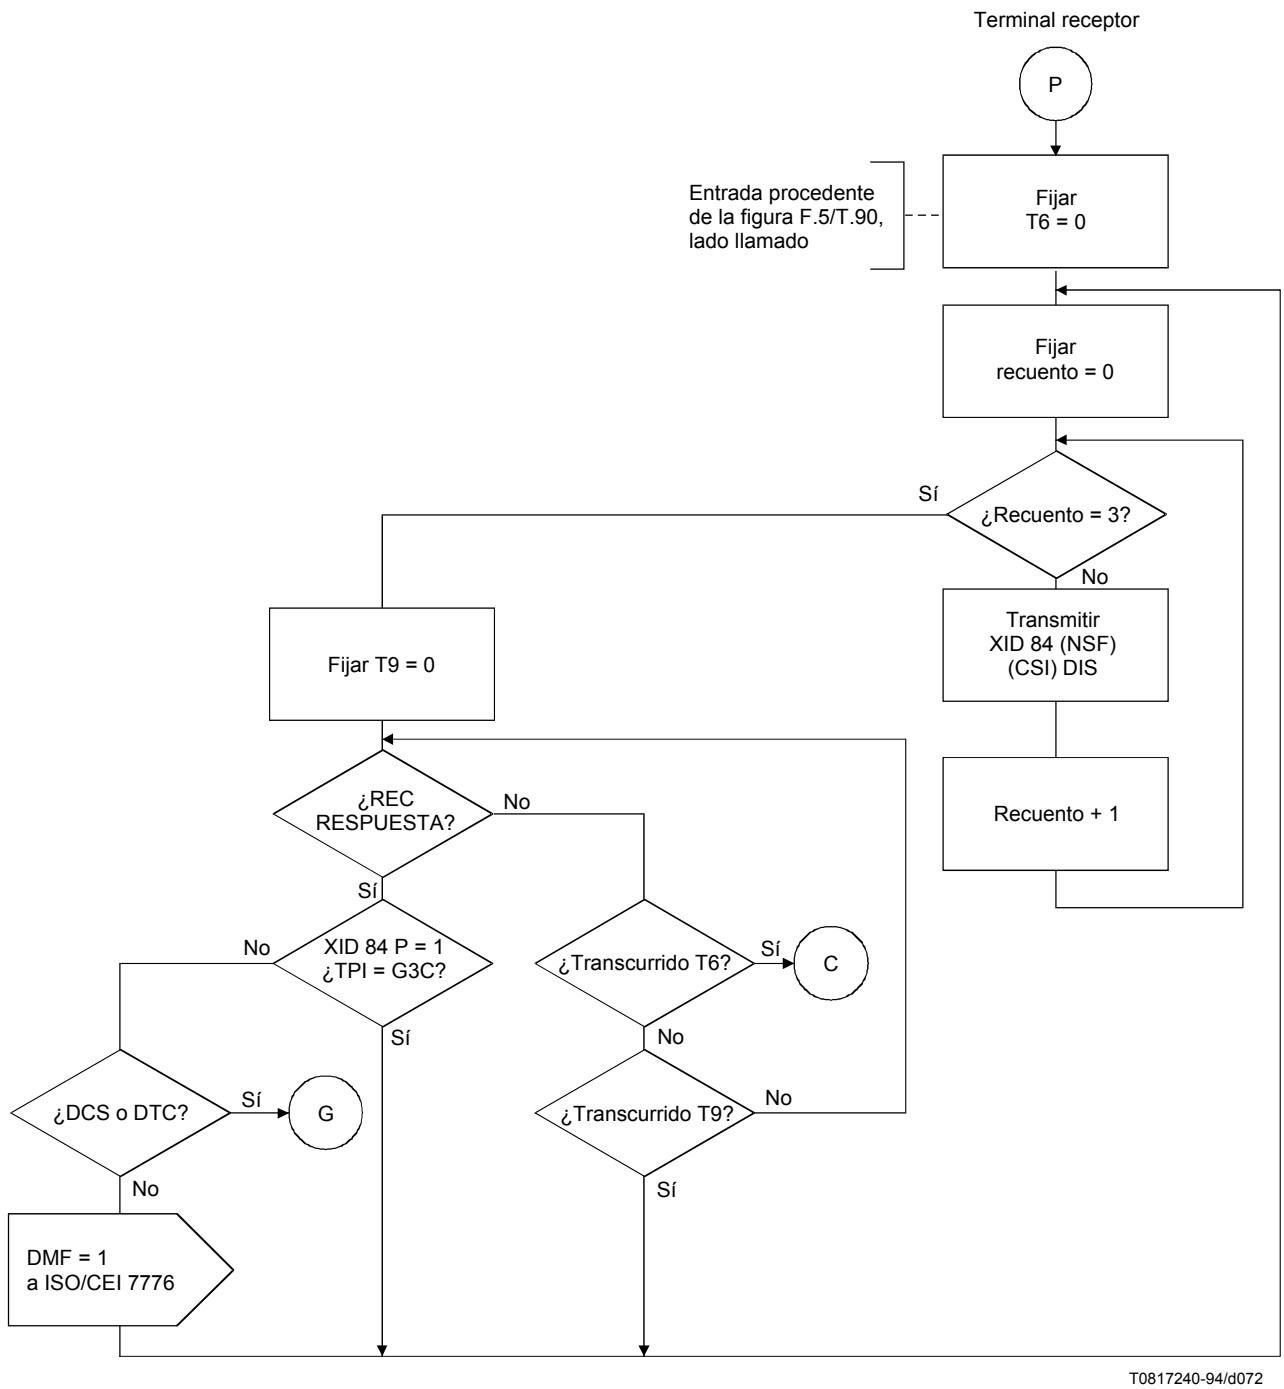 Terminal receptor
P
Entrada procedente
de la figura F.5/T.90,
lado llamado
Fijar
T6 = 0
Fijar
recuento = 0
Sí
¿Recuento = 3?
No
Transmitir
XID 84 (NSF)
(CSI) DIS
Recuento + 1
Fijar T9 = 0
¿REC
RESPUESTA?
No
Sí
No
XID 84 P = 1
¿TPI = G3C?
Sí
¿Transcurrido T6?
Sí
C
No
¿DCS o DTC?
Sí
G
No
¿Transcurrido T9?
No
Sí
DMF = 1
a ISO/CEI 7776
T0817240-94/d072